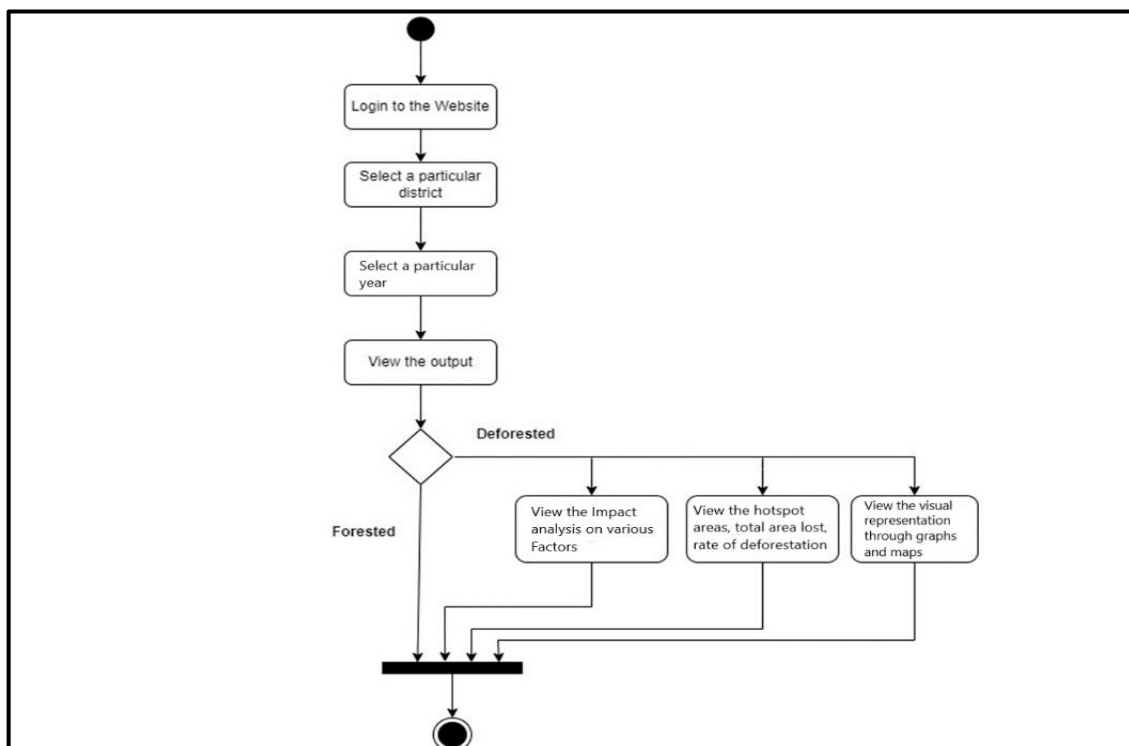 Login to the Website
Select a particular
district
Select a particular
year
View the output
Deforested
Forested
View the Impact
analysis on various
Factors
View the hotspot
areas, total area lost,
rate of deforestation
View the visual
representation
through graphs
and maps